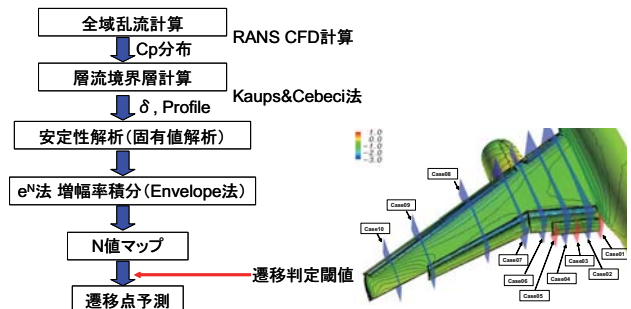 全域乱流計算
RANS CFD計算
Cp分布
層流境界層計算
Kaups&Cebeci法
δ, Profile
安定性解析(固有値解析)
eN法 増幅率積分(Envelope法)
N値マップ
遷移判定閾値
遷移点予測
1.0
0.0
-1.0
-2.0
-3.0
Case08
Case09
Case10
Case07
Case06
Case05
Case04
Case03
Case02
Case01